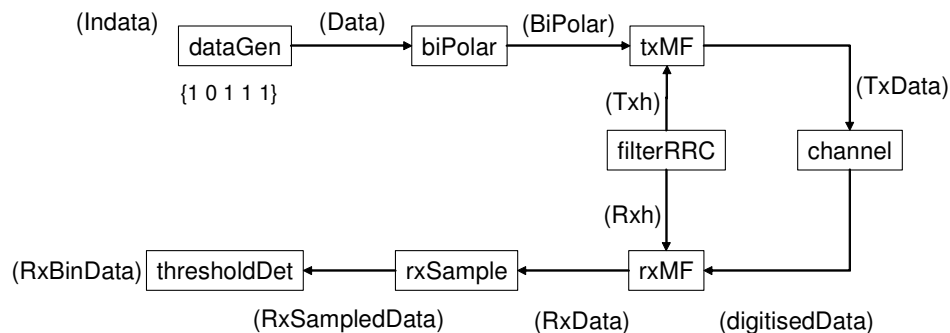 (Indata)
dataGen
(Data)
biPolar
(BiPolar)
txMF
{1 0 1 1 1}
(Txh)
(TxData)
filterRRC
channel
(Rxh)
(RxBinData)
thresholdDet
rxSample
rxMF
(RxSampledData)
(RxData)
(digitisedData)